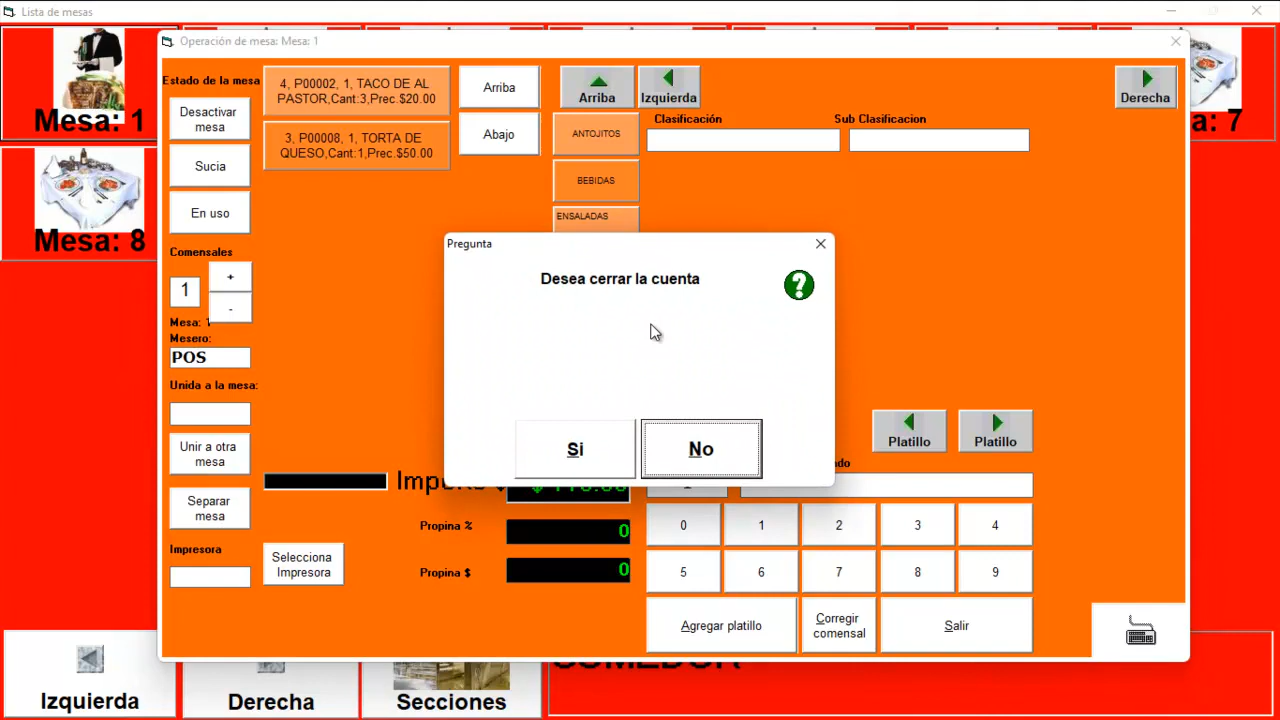 Lista de mesas
Operación de mesa: Mesa: 1
Mesa: 1
Mesa: 8
: 7
Estado de la mesa
Desactivar
mesa
Sucia
En uso
Comensales
1
+
-
Mesa: 1
Mesero:
POS
Unida a la mesa:
Unir a otra
mesa
Separar
mesa
Impresora
Selecciona
Impresora
4, P00002, 1, TACO DE AL
PASTOR,Cant:3,Prec.$20.00
3, P00008, 1, TORTA DE
QUESO,Cant:1,Prec.$50.00
Arriba
Abajo
Arriba
Izquierda
Derecha
ANTOJITOS
BEBIDAS
ENSALADAS
Clasificación
Sub Clasificacion
Pregunta
Desea cerrar la cuenta
?
Si
No
Platillo
Platillo
Propina %
0
Propina $
0
0
1
2
3
4
5
6
7
8
9
Agregar platillo
Corregir
comensal
Salir
Izquierda
Derecha
Secciones